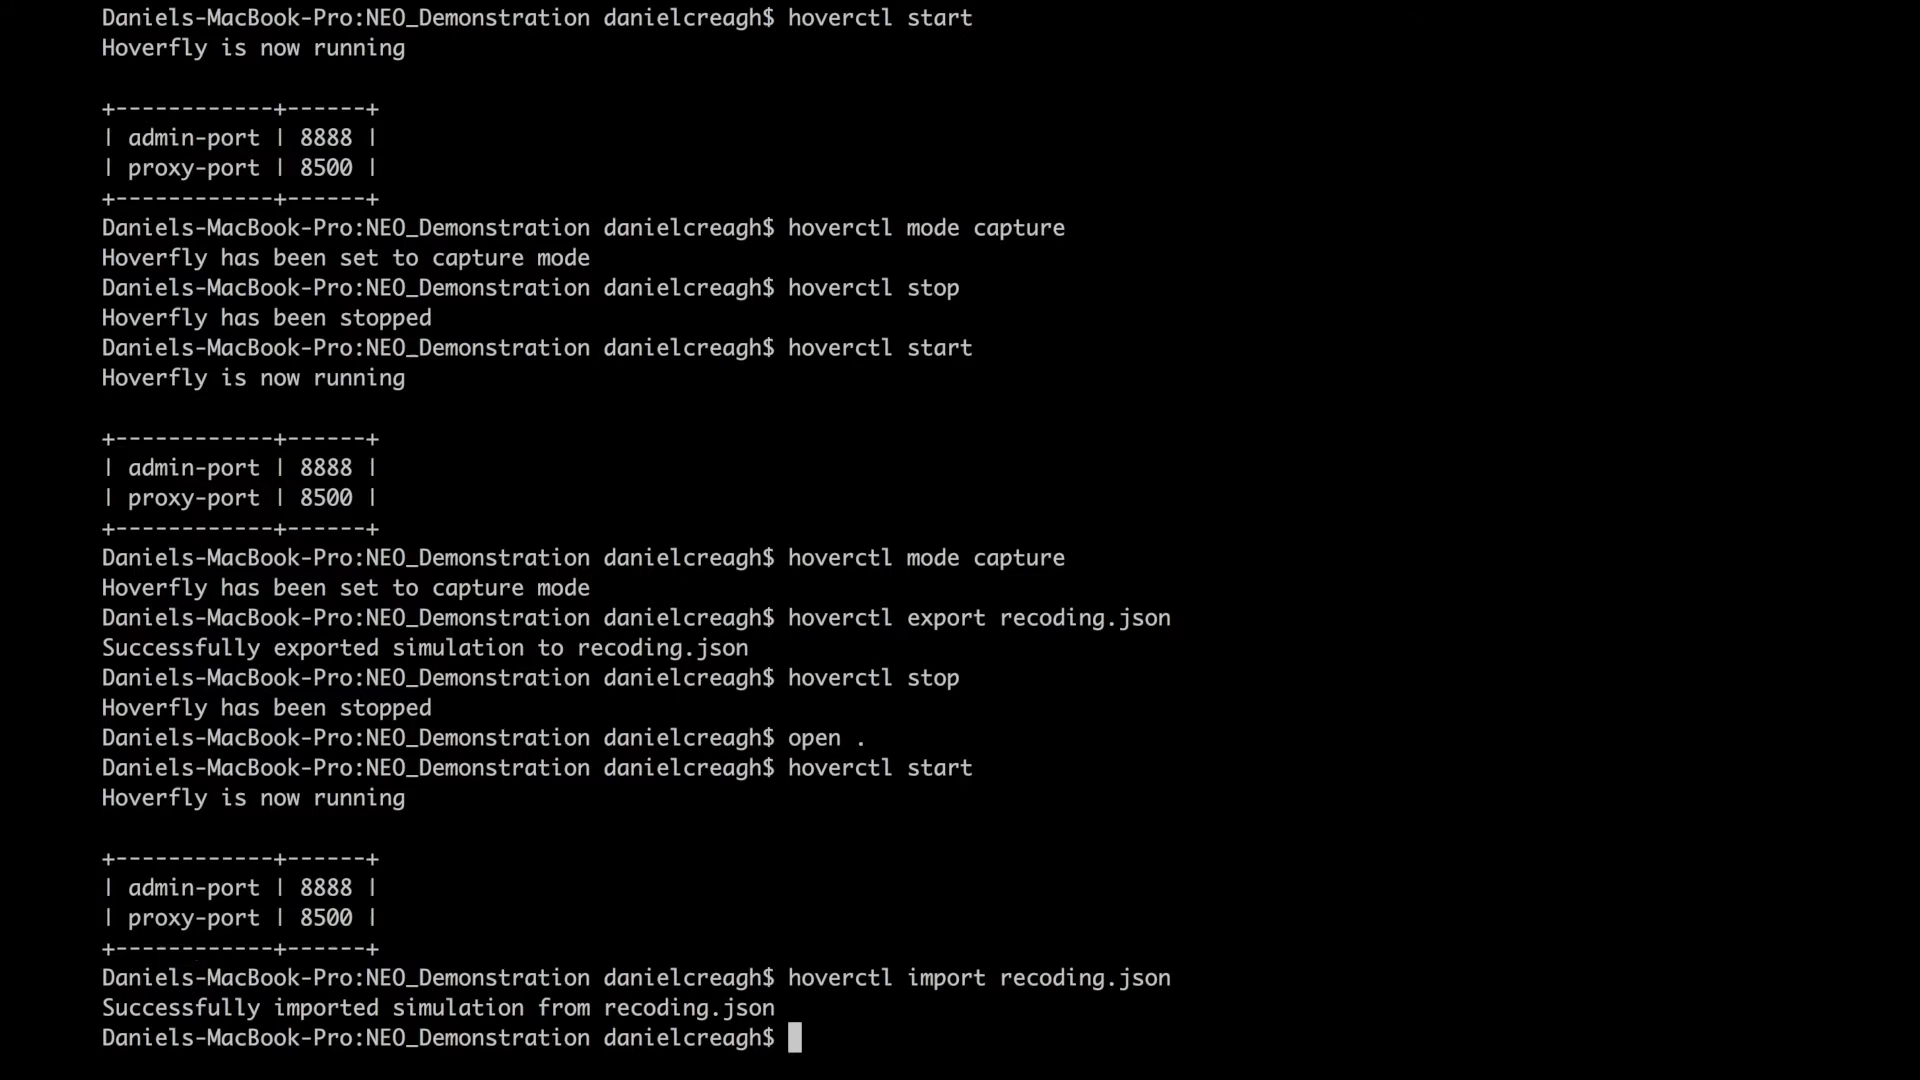 Daniels-MacBook-Pro:NEO_Demonstration danielcreagh$ hoverctl start
Hoverfly is now running
+------------+------+
| admin-port | 8888 |
| proxy-port | 8500 |
+------------+------+
Daniels-MacBook-Pro:NEO_Demonstration danielcreagh$ hoverctl mode capture
Hoverfly has been set to capture mode
Daniels-MacBook-Pro:NEO_Demonstration danielcreagh$ hoverctl stop
Hoverfly has been stopped
Daniels-MacBook-Pro:NEO_Demonstration danielcreagh$ hoverctl start
Hoverfly is now running
+------------+------+
| admin-port | 8888 |
| proxy-port | 8500 |
+------------+------+
Daniels-MacBook-Pro:NEO_Demonstration danielcreagh$ hoverctl mode capture
Hoverfly has been set to capture mode
Daniels-MacBook-Pro:NEO_Demonstration danielcreagh$ hoverctl export recoding.json
Successfully exported simulation to recoding.json
Daniels-MacBook-Pro:NEO_Demonstration danielcreagh$ hoverctl stop
Hoverfly has been stopped
Daniels-MacBook-Pro:NEO_Demonstration danielcreagh$ open .
Daniels-MacBook-Pro:NEO_Demonstration danielcreagh$ hoverctl start
Hoverfly is now running
+------------+------+
| admin-port | 8888 |
| proxy-port | 8500 |
+------------+------+
Daniels-MacBook-Pro:NEO_Demonstration danielcreagh$ hoverctl import recoding.json
Successfully imported simulation from recoding.json
Daniels-MacBook-Pro:NEO_Demonstration danielcreagh$